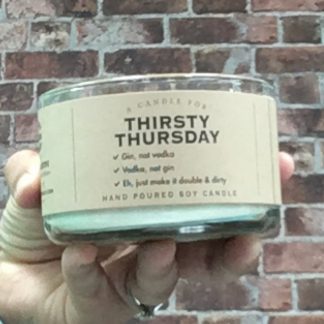 A CANDLE FOR
THIRSTY
THURSDAY
✓ Gin, not vodka
✓ Vodka, not gin
✓ Eh, just make it double & dirty
HAND POURED SOY CANDLE